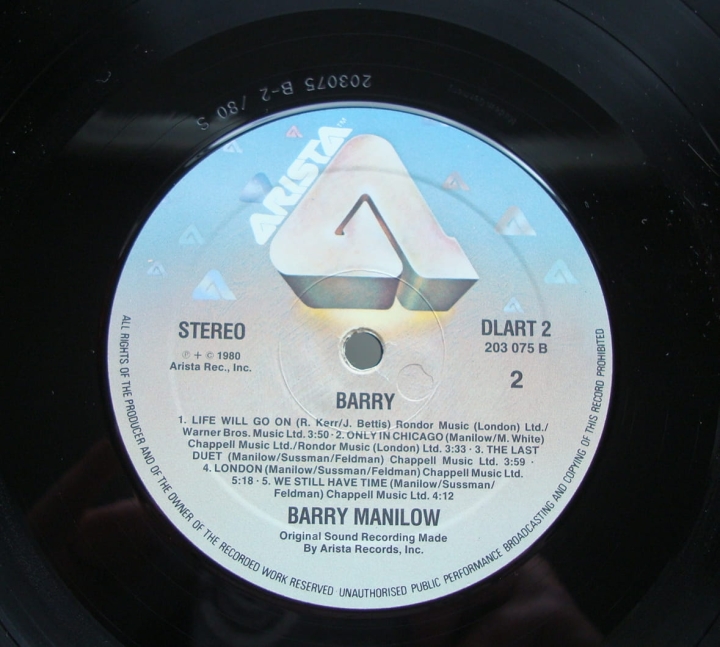 203075 B-2 /80 S
ARISTA™
STEREO
℗ + © 1980
Arista Rec., Inc.
DLART 2
203 075 B
2
BARRY
1. LIFE WILL GO ON (R. Kerr/J. Bettis) Rondor Music (London) Ltd./
Warner Bros. Music Ltd. 3:50 · 2. ONLY IN CHICAGO (Manilow/M. White)
Chappell Music Ltd./Rondor Music (London) Ltd. 3:33 · 3. THE LAST
DUET (Manilow/Sussman/Feldman) Chappell Music Ltd. 3:59 ·
4. LONDON (Manilow/Sussman/Feldman) Chappell Music Ltd.
5:18 · 5. WE STILL HAVE TIME (Manilow/Sussman/
Feldman) Chappell Music Ltd. 4:12
BARRY MANILOW
Original Sound Recording Made
By Arista Records, Inc.
ALL RIGHTS OF THE PRODUCER AND OF THE OWNER OF THE RECORDED WORK RESERVED UNAUTHORISED PUBLIC PERFORMANCE BROADCASTING AND COPYING OF THIS RECORD PROHIBITED